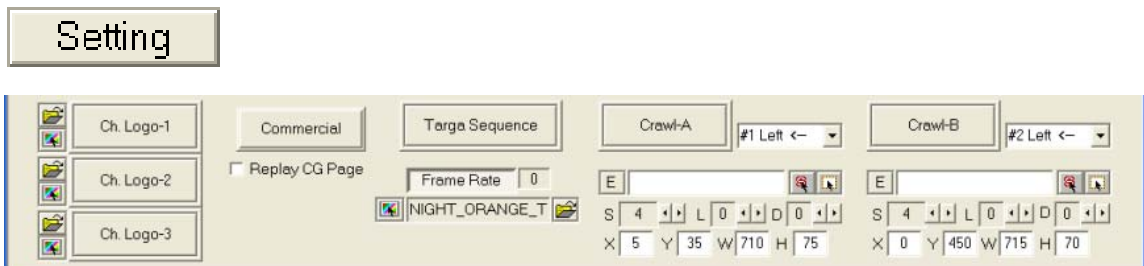 Setting
Ch. Logo-1
Commercial
Targa Sequence
Crawl-A
#1 Left <--
Crawl-B
#2 Left <--
Replay CG Page
Ch. Logo-2
Frame Rate 0
E
E
NIGHT_ORANGE_T
S 4 L 0 D 0
S 4 L 0 D 0
Ch. Logo-3
X 5 Y 35 W 710 H 75
X 0 Y 450 W 715 H 70